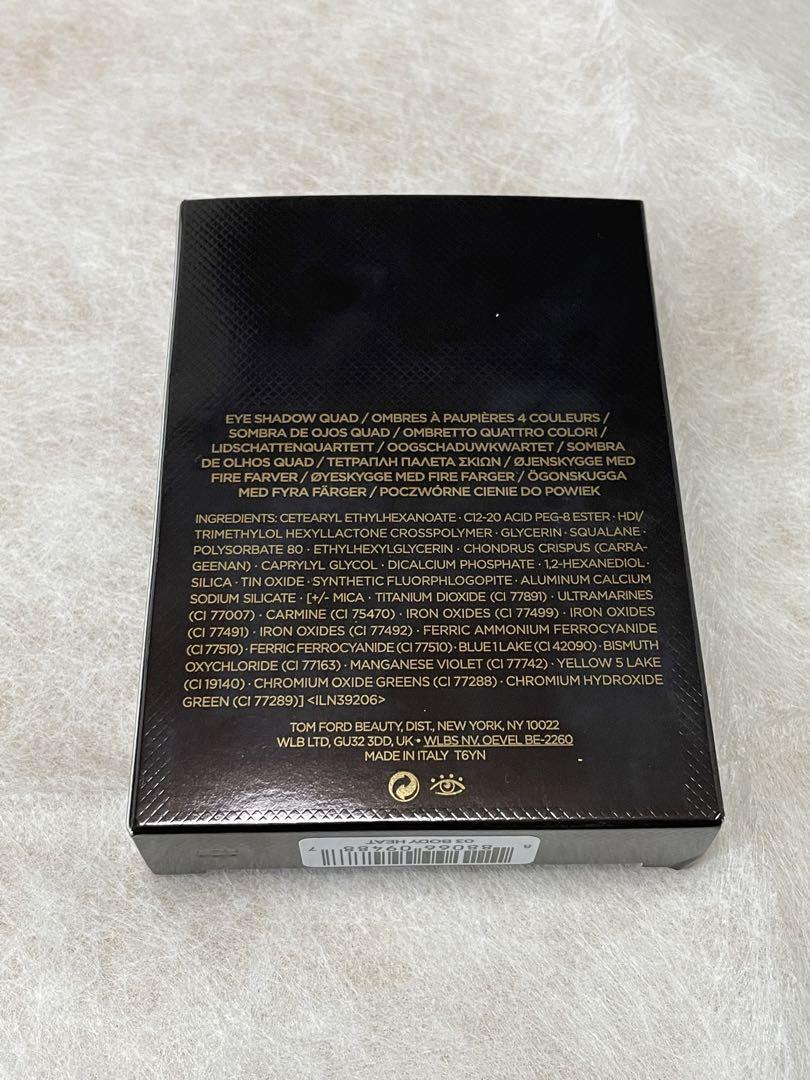 EYE SHADOW QUAD / OMBRES À PAUPIÈRES 4 COULEURS /
SOMBRA DE OJOS QUAD / OMBRETTO QUATTRO COLORI /
LIDSCHATTENQUARTETT / OOGSCHADUWKWARTET / SOMBRA
DE OLHOS QUAD / ΤΕΤΡΑΠΛΗ ΠΑΛΕΤΑ ΣΚΙΩΝ / ØJENSKYGGE MED
FIRE FARVER / ØYESKYGGE MED FIRE FARGER / ÖGONSKUGGA
MED FYRA FÄRGER / POCZWÓRNE CIENIE DO POWIEK
INGREDIENTS: CETEARYL ETHYLHEXANOATE · C12-20 ACID PEG-8 ESTER · HDI/
TRIMETHYLOL HEXYLLACTONE CROSSPOLYMER · GLYCERIN · SQUALANE ·
POLYSORBATE 80 · ETHYLHEXYLGLYCERIN · CHONDRUS CRISPUS (CARRA-
GEENAN) · CAPRYLYL GLYCOL · DICALCIUM PHOSPHATE · 1,2-HEXANEDIOL ·
SILICA · TIN OXIDE · SYNTHETIC FLUORPHLOGOPITE · ALUMINUM CALCIUM
SODIUM SILICATE · [+/- MICA · TITANIUM DIOXIDE (CI 77891) · ULTRAMARINES
(CI 77007) · CARMINE (CI 75470) · IRON OXIDES (CI 77499) · IRON OXIDES
(CI 77491) · IRON OXIDES (CI 77492) · FERRIC AMMONIUM FERROCYANIDE
(CI 77510) · FERRIC FERROCYANIDE (CI 77510) · BLUE 1 LAKE (CI 42090) · BISMUTH
OXYCHLORIDE (CI 77163) · MANGANESE VIOLET (CI 77742) · YELLOW 5 LAKE
(CI 19140) · CHROMIUM OXIDE GREENS (CI 77288) · CHROMIUM HYDROXIDE
GREEN (CI 77289)] <ILN39206>
TOM FORD BEAUTY, DIST., NEW YORK, NY 10022
WLB LTD, GU32 3DD, UK • WLBS NV. OEVEL BE-2260
MADE IN ITALY T6YN
03 BODY HEAT
8 88066 09488 7